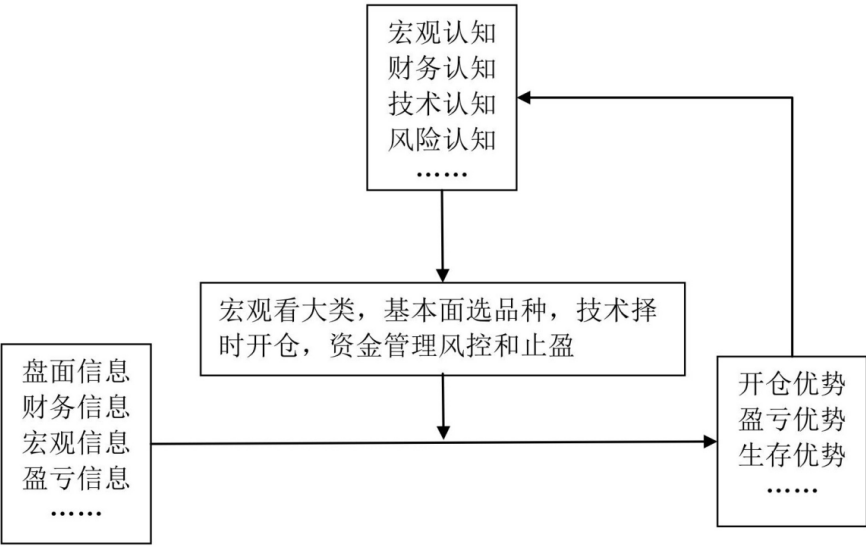 宏观认知
财务认知
技术认知
风险认知
……
宏观看大类，基本面选品种，技术择
时开仓，资金管理风控和止盈
盘面信息
财务信息
宏观信息
盈亏信息
……
开仓优势
盈亏优势
生存优势
……